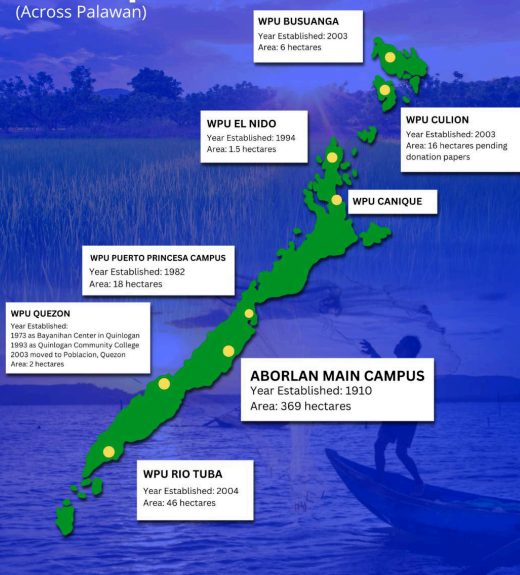 (Across Palawan)
WPU BUSUANGA
Year Established: 2003
Area: 6 hectares
WPU CULION
Year Established: 2003
Area: 16 hectares pending
donation papers
WPU EL NIDO
Year Established: 1994
Area: 1.5 hectares
WPU CANIQUE
WPU PUERTO PRINCESA CAMPUS
Year Established: 1982
Area: 18 hectares
WPU QUEZON
Year Established:
1973 as Bayanihan Center in Quinlogan
1993 as Quinlogan Community College
2003 moved to Poblacion, Quezon
Area: 2 hectares
ABORLAN MAIN CAMPUS
Year Established: 1910
Area: 369 hectares
WPU RIO TUBA
Year Established: 2004
Area: 46 hectares